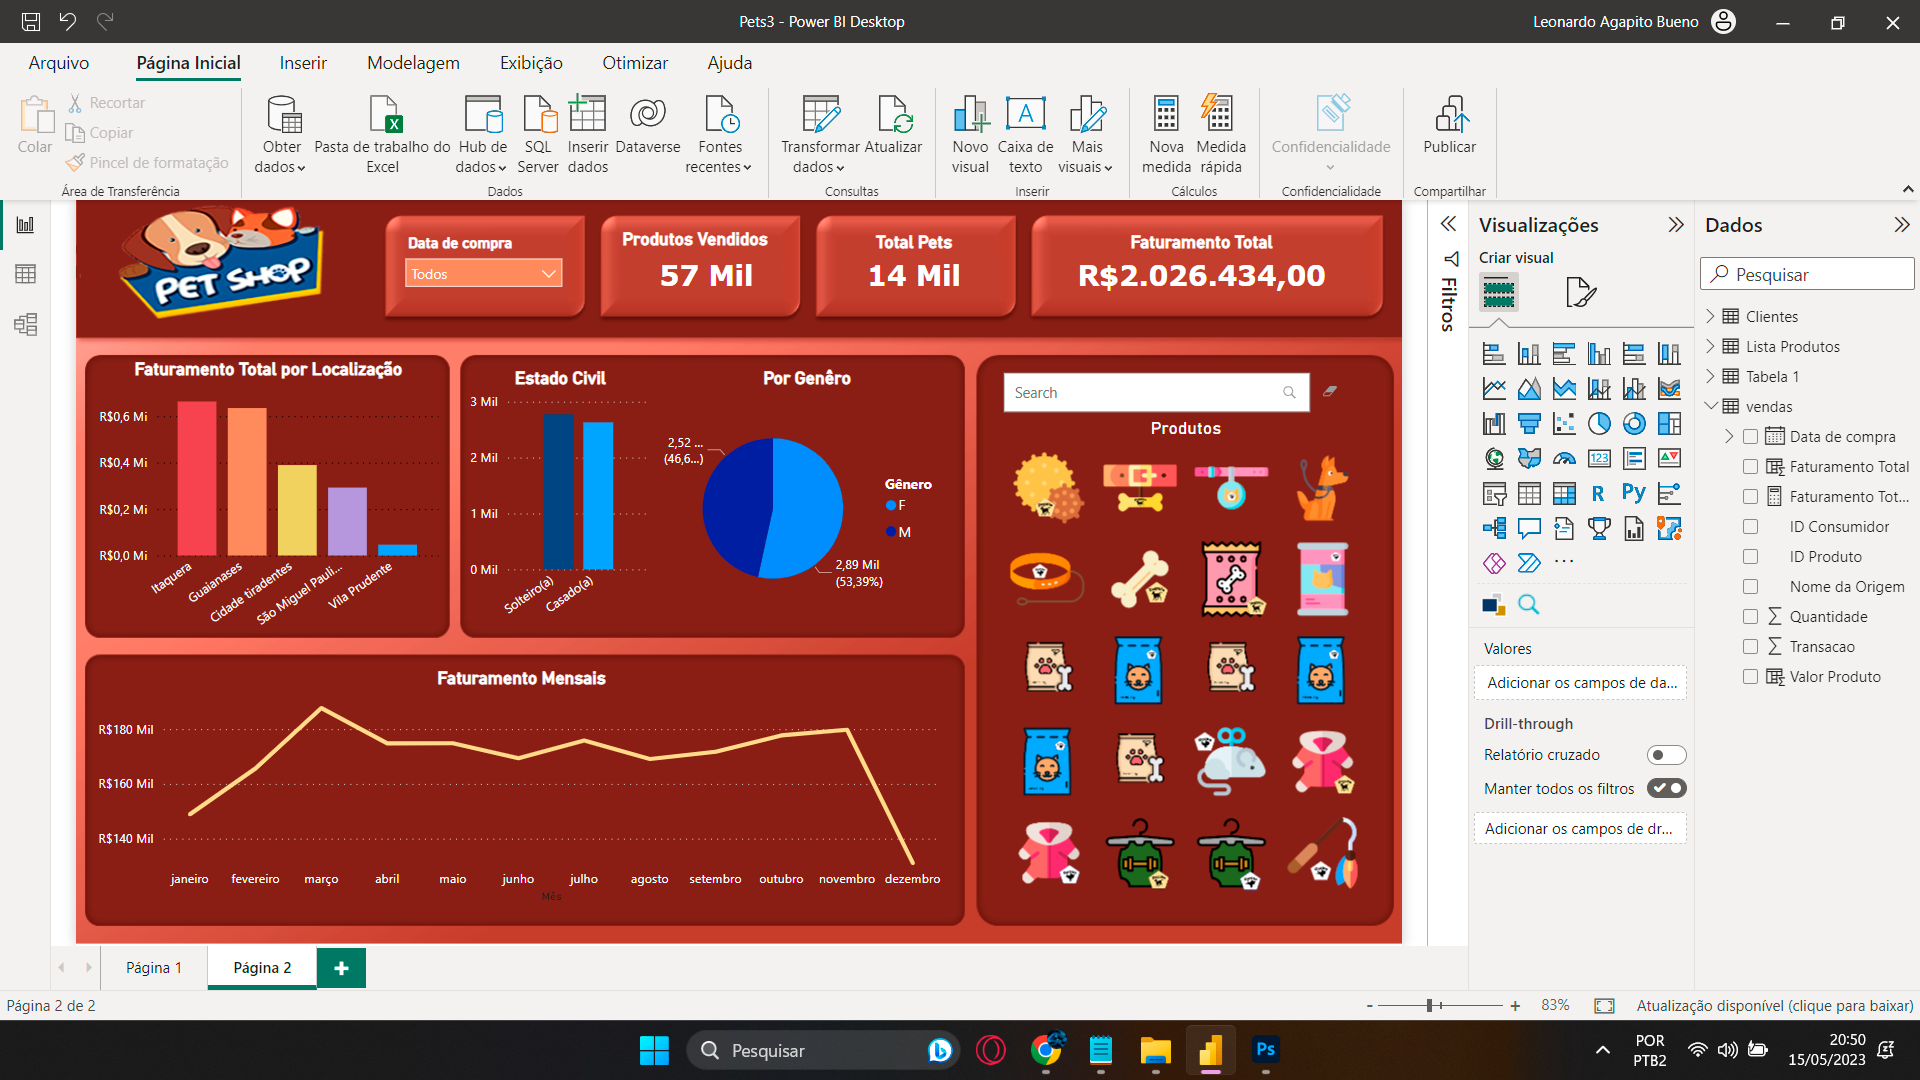 Pets3 - Power BI Desktop
Leonardo Agapito Bueno
Arquivo
Página Inicial
Inserir
Modelagem
Exibição
Otimizar
Ajuda
Colar
Recortar
Copiar
Pincel de formatação
Área de Transferência
Obter
dados
Pasta de trabalho do
Excel
Hub de
dados
SQL
Server
Inserir
dados
Dataverse
Fontes
recentes
Dados
Transformar
dados
Atualizar
Consultas
Novo
visual
Caixa de
texto
Mais
visuais
Inserir
Nova
medida
Medida
rápida
Cálculos
Confidencialidade
Confidencialidade
Publicar
Compartilhar
PET SHOP
Data de compra
Todos
Produtos Vendidos
57 Mil
Total Pets
14 Mil
Faturamento Total
R$2.026.434,00
Faturamento Total por Localização
R$0,6 Mi
R$0,4 Mi
R$0,2 Mi
R$0,0 Mi
Itaquera
Guaianases
Cidade tiradentes
São Miguel Pauli...
Vila Prudente
Estado Civil
3 Mil
2 Mil
1 Mil
0 Mil
Solteiro(a)
Casado(a)
Por Genêro
2,52 ...
(46,6...)
2,89 Mil
(53,39%)
Gênero
F
M
Faturamento Mensais
R$180 Mil
R$160 Mil
R$140 Mil
janeiro
fevereiro
março
abril
maio
junho
julho
agosto
setembro
outubro
novembro
dezembro
Mês
Search
Produtos
Filtros
Visualizações
Criar visual
123
R
Py
Valores
Adicionar os campos de da...
Drill-through
Relatório cruzado
Manter todos os filtros
Adicionar os campos de dr...
Dados
Pesquisar
Clientes
Lista Produtos
Tabela 1
vendas
Data de compra
Faturamento Total
Faturamento Tot...
ID Consumidor
ID Produto
Nome da Origem
Quantidade
Transacao
Valor Produto
Página 1
Página 2
Página 2 de 2
83%
Atualização disponível (clique para baixar)
Pesquisar
Ps
POR
PTB2
20:50
15/05/2023